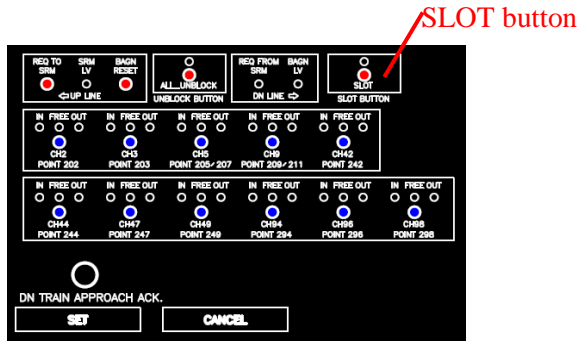 SLOT button
REQ TO SRM LV BAGN REQ FROM BAGN
SRM RESET ALL_UNBLOCK SRM LV SLOT
⇦UP LINE UNBLOCK BUTTON DN LINE ⇨ SLOT BUTTON
IN FREE OUT IN FREE OUT IN FREE OUT IN FREE OUT IN FREE OUT
CH2 CH3 CH5 CH9 CH42
POINT 202 POINT 203 POINT 205/207 POINT 209/211 POINT 242
IN FREE OUT IN FREE OUT IN FREE OUT IN FREE OUT IN FREE OUT IN FREE OUT
CH44 CH47 CH49 CH94 CH96 CH98
POINT 244 POINT 247 POINT 249 POINT 294 POINT 296 POINT 298
DN TRAIN APPROACH ACK.
SET CANCEL